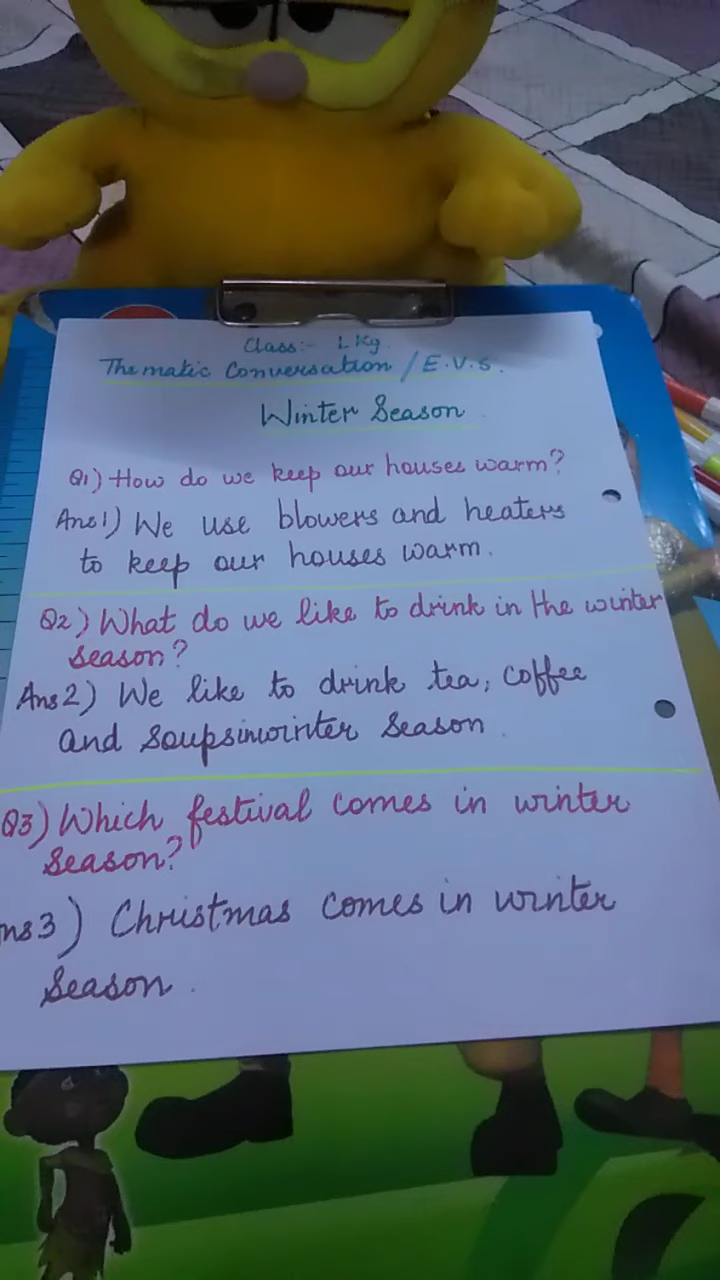 Class:- LKg.
Thematic Conversation / E.V.S.
Winter Season
Q1) How do we keep our houses warm?
Ans1) We use blowers and heaters
to keep our houses warm.
Q2) What do we like to drink in the winter
season?
Ans2) We like to drink tea, coffee
and soupsinwinter season.
Q3) Which festival comes in winter
season?
ns3) Christmas comes in winter
season.